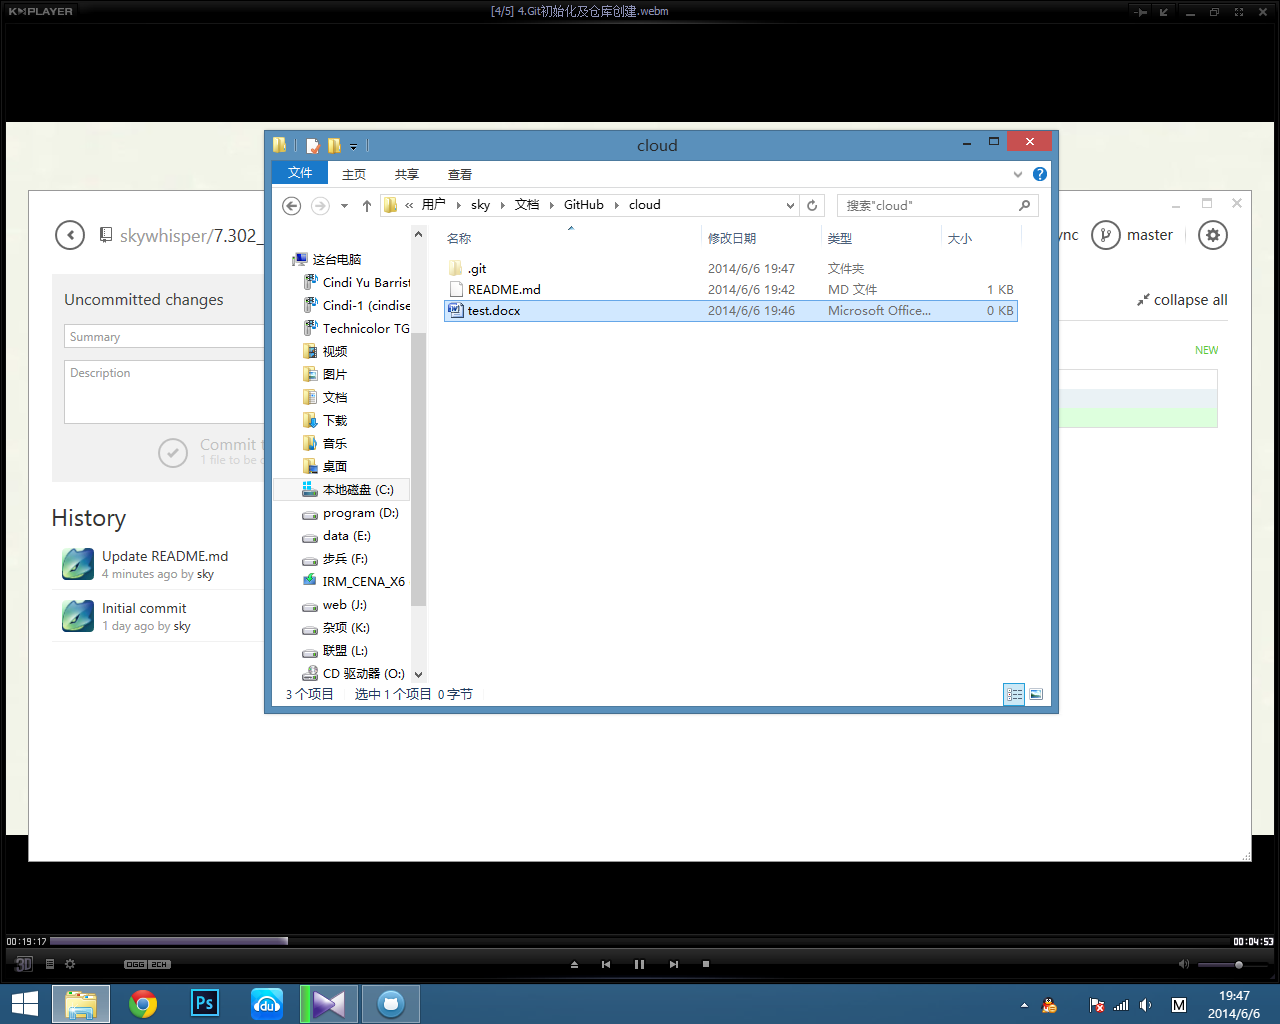 KMPLAYER
[4/5] 4.Git初始化及仓库创建.webm
cloud
文件 主页 共享 查看
« 用户 sky 文档 GitHub cloud
搜索"cloud"
skywhisper/7.302_
ync master
名称 修改日期 类型 大小
.git 2014/6/6 19:47 文件夹
README.md 2014/6/6 19:42 MD 文件 1 KB
test.docx 2014/6/6 19:46 Microsoft Office... 0 KB
这台电脑
Cindi Yu Barrist
Cindi-1 (cindise
Technicolor TG
视频
图片
文档
下载
音乐
桌面
本地磁盘 (C:)
program (D:)
data (E:)
步兵 (F:)
IRM_CENA_X6
web (J:)
杂项 (K:)
联盟 (L:)
CD 驱动器 (O:)
3 个项目 选中 1 个项目 0 字节
Uncommitted changes
Summary
Description
Commit t
1 file to be c
collapse all
NEW
History
Update README.md
4 minutes ago by sky
Initial commit
1 day ago by sky
00:19:17
00:04:53
3D
OGG 2CH
Ps
du
M
19:47
2014/6/6